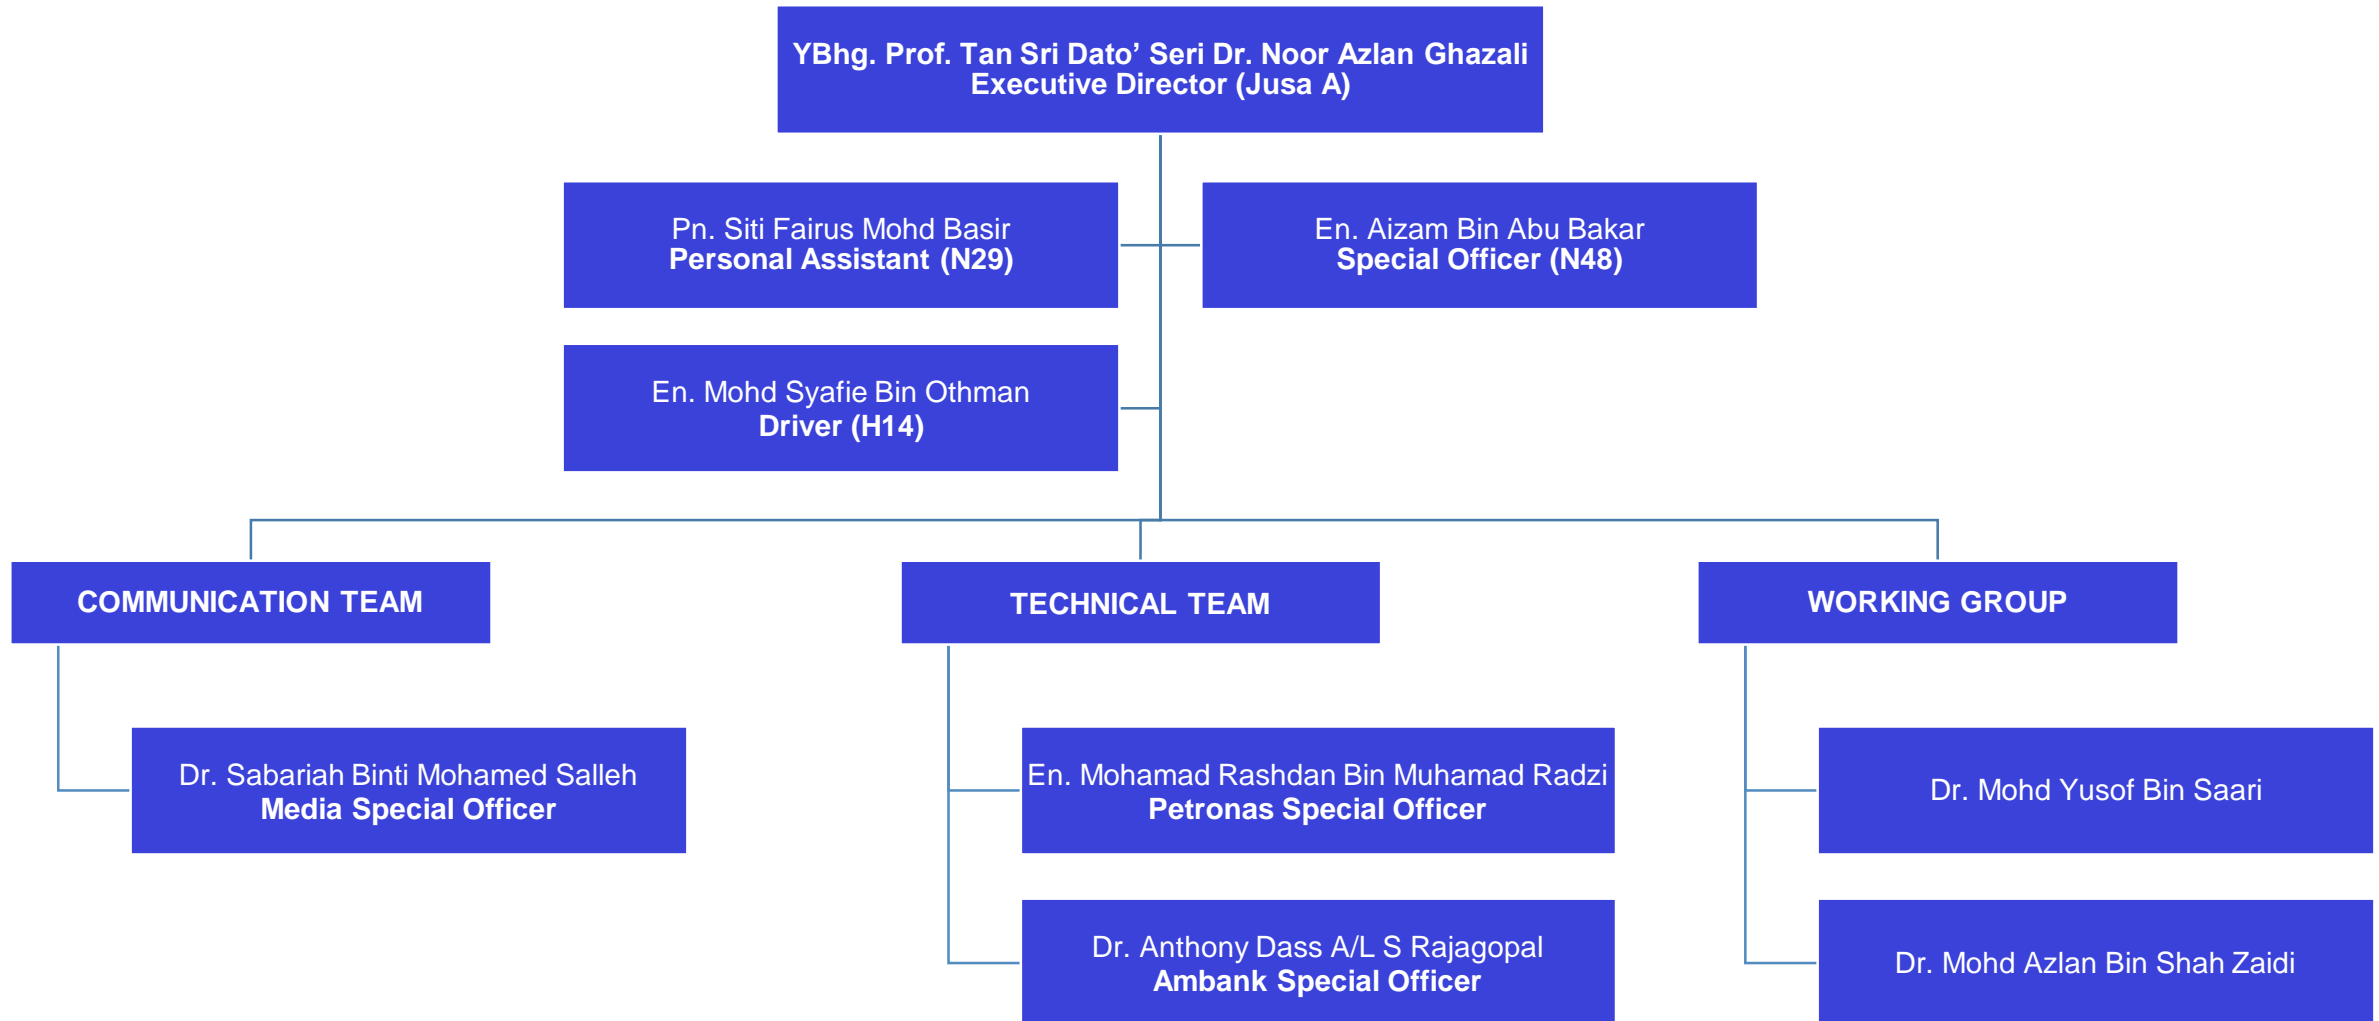 YBhg. Prof. Tan Sri Dato’ Seri Dr. Noor Azlan Ghazali
Executive Director (Jusa A)
Pn. Siti Fairus Mohd Basir
Personal Assistant (N29)
En. Aizam Bin Abu Bakar
Special Officer (N48)
En. Mohd Syafie Bin Othman
Driver (H14)
COMMUNICATION TEAM
TECHNICAL TEAM
WORKING GROUP
Dr. Sabariah Binti Mohamed Salleh
Media Special Officer
En. Mohamad Rashdan Bin Muhamad Radzi
Petronas Special Officer
Dr. Mohd Yusof Bin Saari
Dr. Anthony Dass A/L S Rajagopal
Ambank Special Officer
Dr. Mohd Azlan Bin Shah Zaidi